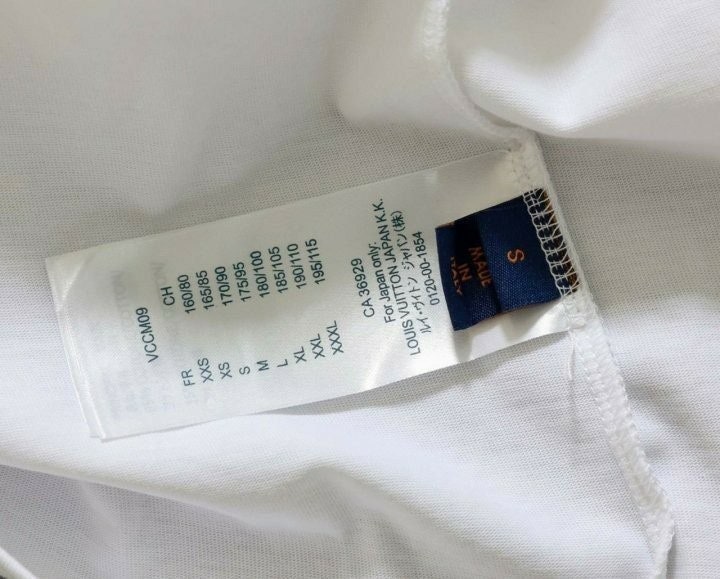 VCCM09
FR CH
XXS 160/80
XS 165/85
S 170/90
M 175/95
L 180/100
XL 185/105
XXL 190/110
XXXL 195/115
CA 36929
For Japan only:
LOUIS VUITTON JAPAN K.K.
ルイ・ヴィトン ジャパン(株)
0120-00-1854
IN
S